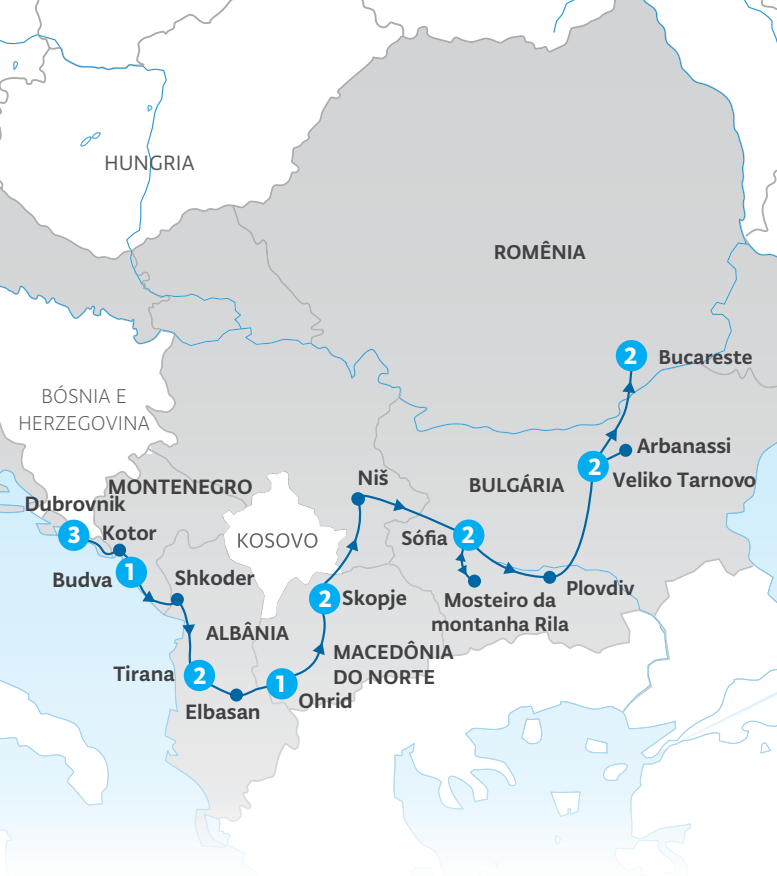 HUNGRIA
ROMÊNIA
2
Bucareste
BÓSNIA E
HERZEGOVINA
Arbanassi
2
Veliko Tarnovo
BULGÁRIA
Niš
MONTENEGRO
Dubrovnik
3
Kotor
KOSOVO
Sófia
2
Budva
1
Shkoder
Plovdiv
Mosteiro da
montanha Rila
2
Skopje
ALBÂNIA
MACEDÔNIA
DO NORTE
Tirana
2
1
Ohrid
Elbasan